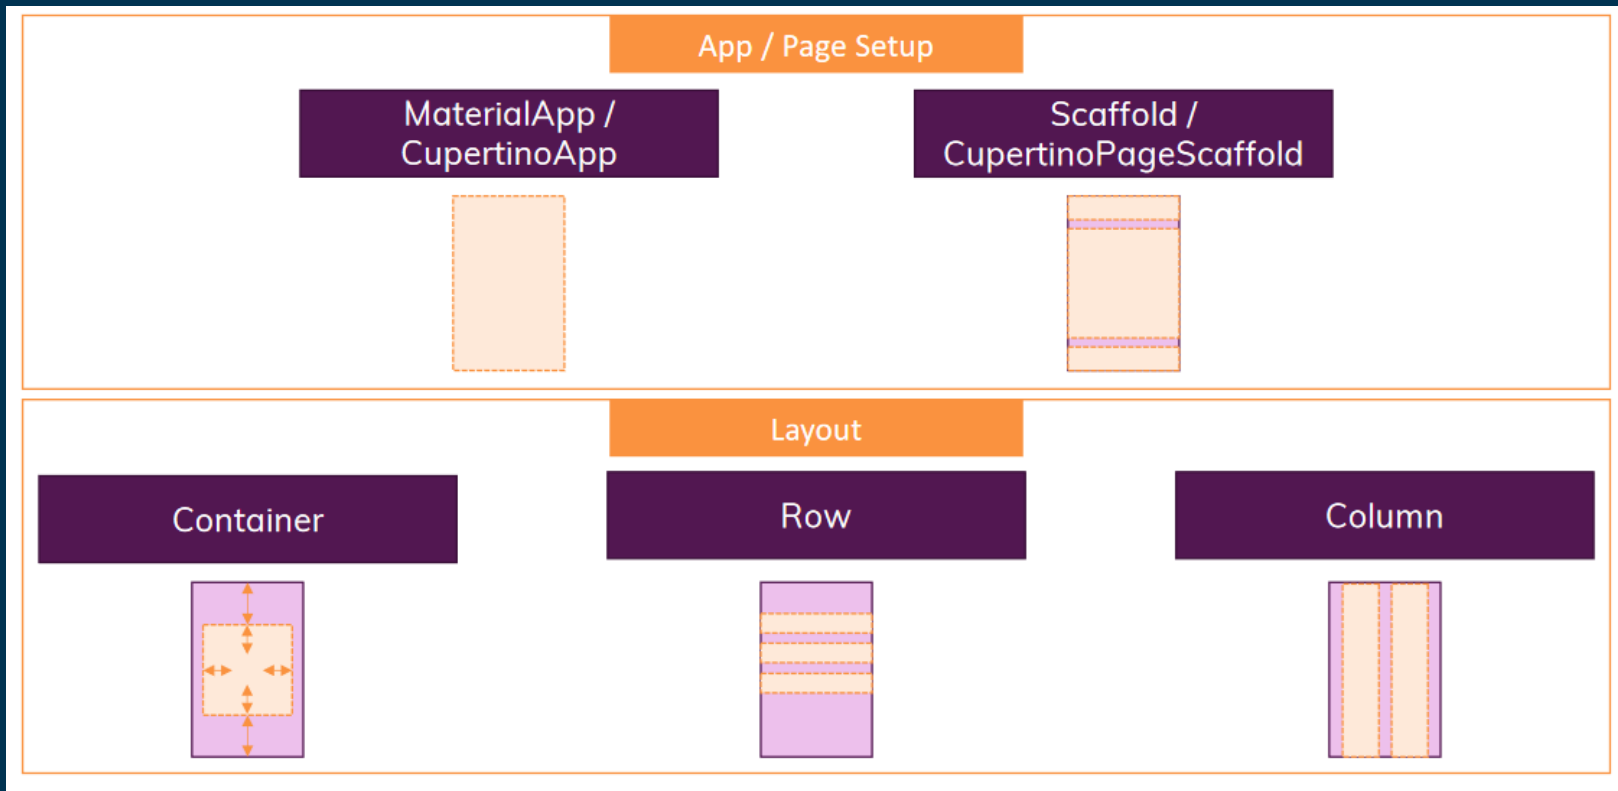 App / Page Setup
MaterialApp /
CupertinoApp
Scaffold /
CupertinoPageScaffold
Layout
Container
Row
Column